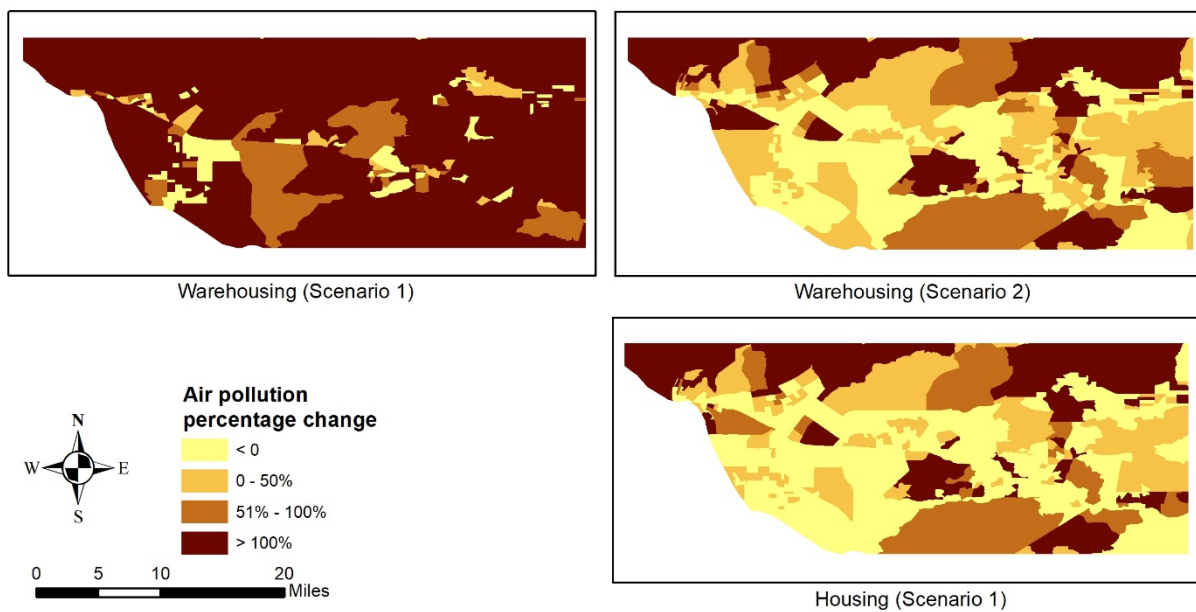 Warehousing (Scenario 1)
Warehousing (Scenario 2)
Air pollution
percentage change
< 0
0 - 50%
51% - 100%
> 100%
N
W E
S
0 5 10 20
Miles
Housing (Scenario 1)